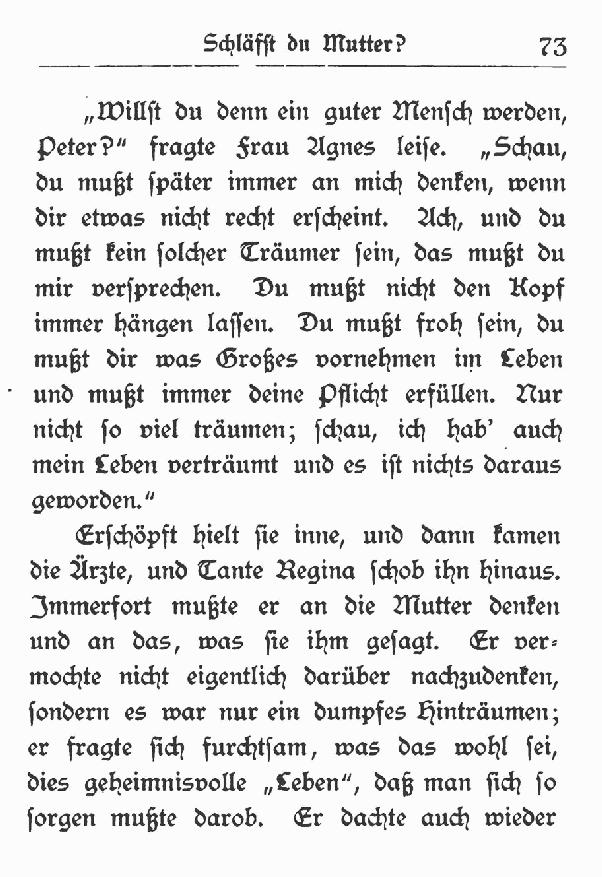 Schläfst du Mutter? 73
„Willst du denn ein guter Mensch werden,
Peter?" fragte Frau Agnes leise. „Schau,
du mußt später immer an mich denken, wenn
dir etwas nicht recht erscheint. Ach, und du
mußt kein solcher Träumer sein, das mußt du
mir versprechen. Du mußt nicht den Kopf
immer hängen lassen. Du mußt froh sein, du
mußt dir was Großes vornehmen im Leben
und mußt immer deine Pflicht erfüllen. Nur
nicht so viel träumen; schau, ich hab' auch
mein Leben verträumt und es ist nichts daraus
geworden."
Erschöpft hielt sie inne, und dann kamen
die Ärzte, und Tante Regina schob ihn hinaus.
Immerfort mußte er an die Mutter denken
und an das, was sie ihm gesagt. Er ver-
mochte nicht eigentlich darüber nachzudenken,
sondern es war nur ein dumpfes Hinträumen;
er fragte sich furchtsam, was das wohl sei,
dies geheimnisvolle „Leben", daß man sich so
sorgen mußte darob. Er dachte auch wieder